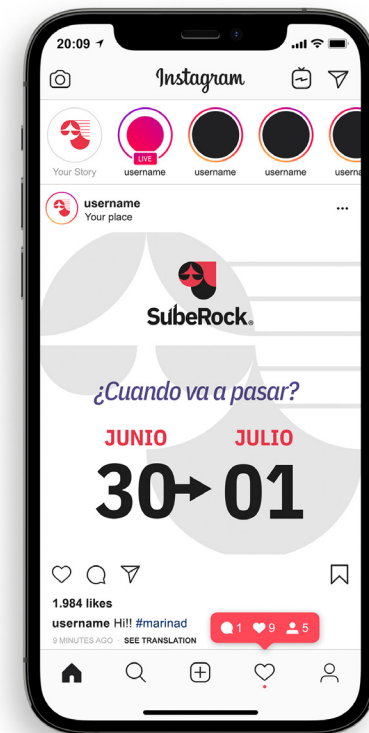 20:09
Instagram
LIVE
Your Story
username
username
username
userna
username
Your place
SubeRock®
¿Cuando va a pasar?
JUNIO
JULIO
30
01
1.984 likes
username Hi!! #marinad
9 MINUTES AGO · SEE TRANSLATION
1
9
5